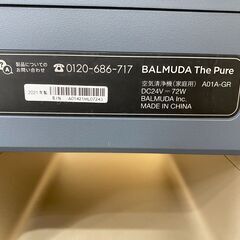 製品についての
お問い合わせ
0120-686-717
2021年製
S/N
BALMUDA The Pure
空気清浄機(家庭用) A01A-GR
DC24V⎓72W
BALMUDA Inc.
MADE IN CHINA